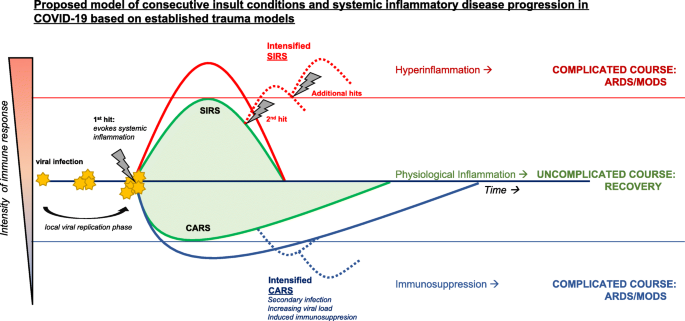 Proposed model of consecutive insult conditions and systemic inflammatory disease progression in
COVID-19 based on established trauma models
Intensity of immune response
Intensified
SIRS
Hyperinflammation →
COMPLICATED COURSE:
ARDS/MODS
Additional hits
1st hit:
evokes systemic
inflammation
SIRS
2nd hit
viral infection
Physiological Inflammation →
UNCOMPLICATED COURSE:
RECOVERY
Time →
local viral replication phase
CARS
Intensified
CARS
Secondary infection
Increasing viral load
Induced immunosuppresion
Immunosuppression →
COMPLICATED COURSE:
ARDS/MODS